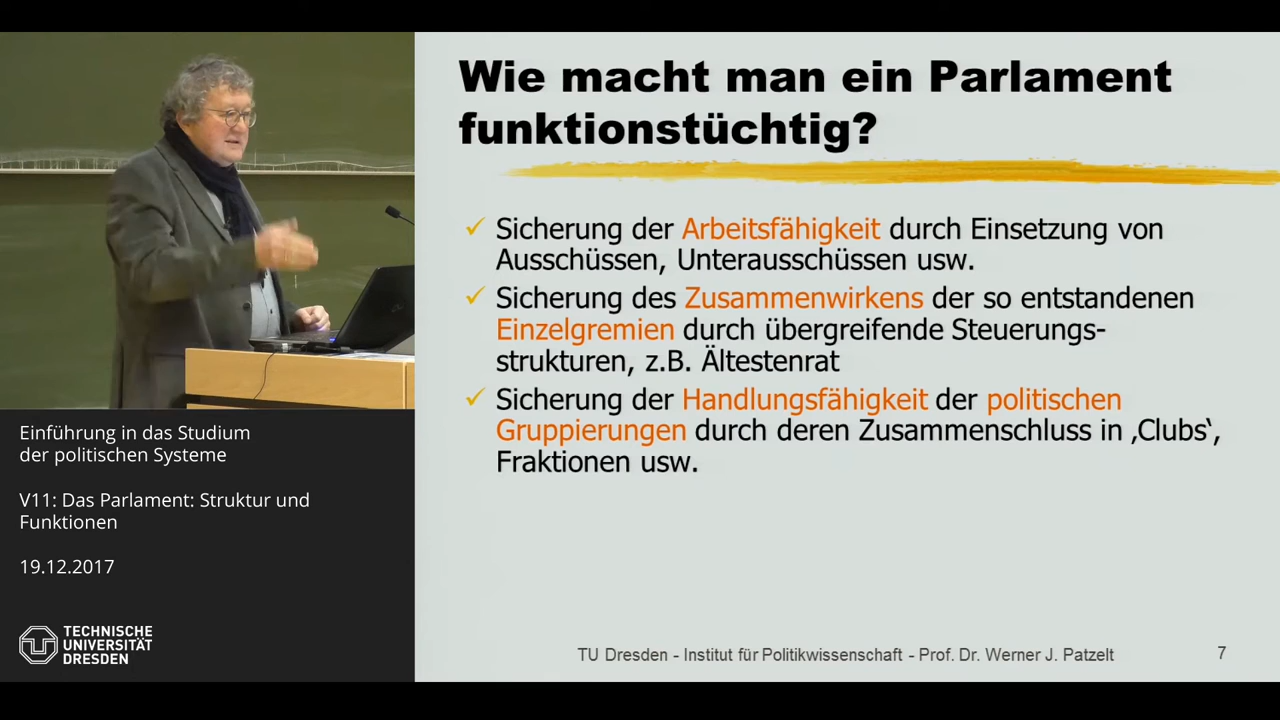 Wie macht man ein Parlament
funktionstüchtig?
✓ Sicherung der Arbeitsfähigkeit durch Einsetzung von
Ausschüssen, Unterausschüssen usw.
✓ Sicherung des Zusammenwirkens der so entstandenen
Einzelgremien durch übergreifende Steuerungs-
strukturen, z.B. Ältestenrat
✓ Sicherung der Handlungsfähigkeit der politischen
Gruppierungen durch deren Zusammenschluss in ‚Clubs‛,
Fraktionen usw.
TU Dresden - Institut für Politikwissenschaft - Prof. Dr. Werner J. Patzelt
7
Einführung in das Studium
der politischen Systeme
V11: Das Parlament: Struktur und
Funktionen
19.12.2017
TECHNISCHE
UNIVERSITÄT
DRESDEN